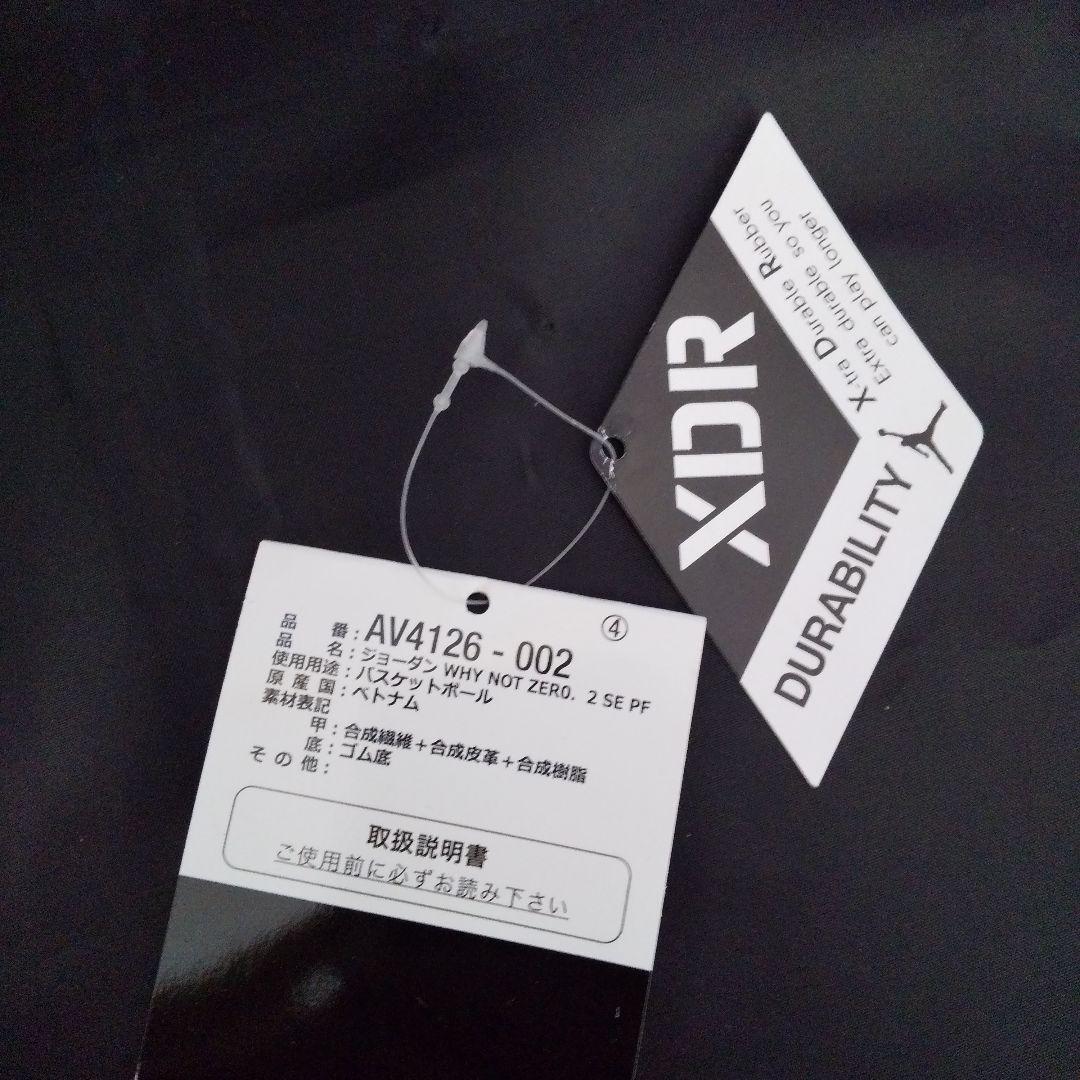 XDR
X-tra Durable Rubber
Extra durable so you
can play longer
DURABILITY
④
品 番：AV4126 - 002
品 名：ジョーダン WHY NOT ZER0．2 SE PF
使用用途：バスケットボール
原 産 国：ベトナム
素材表記
甲：合成繊維＋合成皮革＋合成樹脂
底：ゴム底
そ の 他：
取扱説明書
ご使用前に必ずお読み下さい